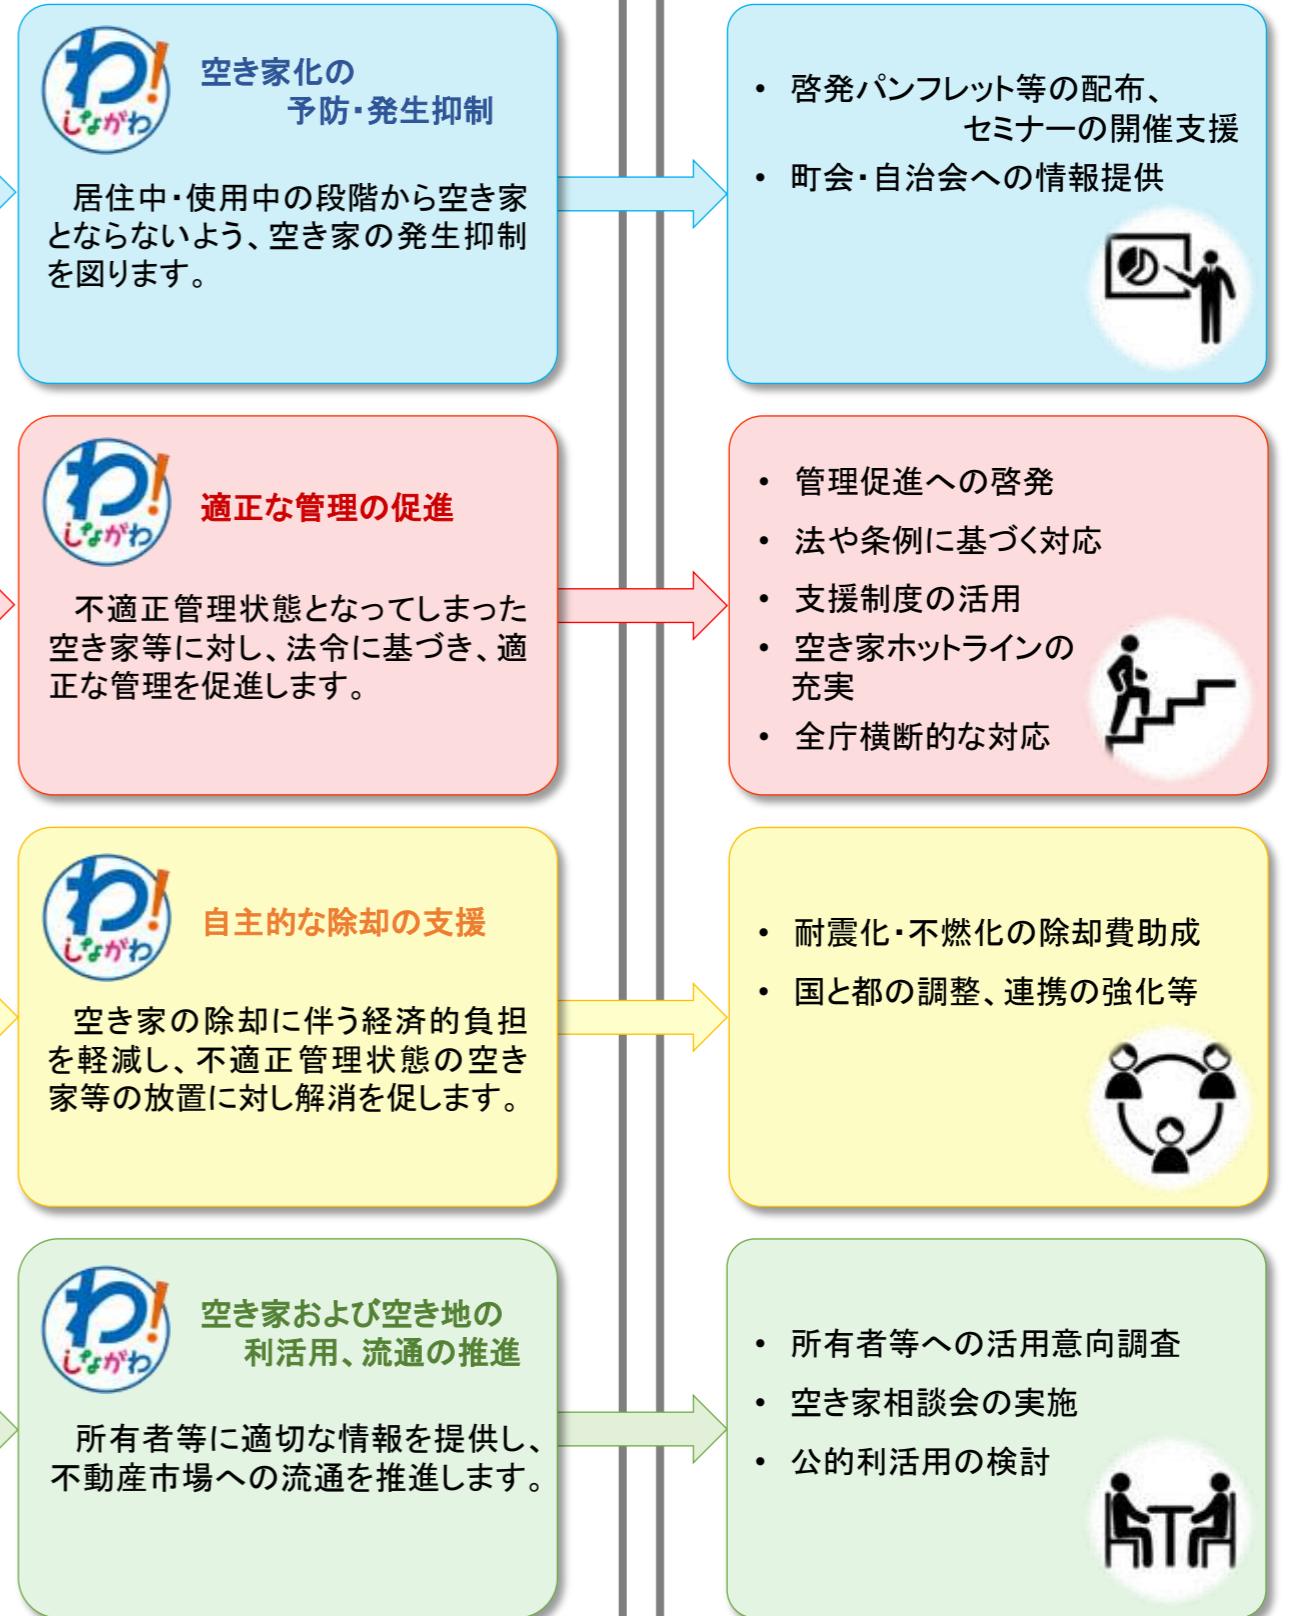 わ!
しながわ
空き家化の
予防・発生抑制
居住中・使用中の段階から空き家
とならないよう、空き家の発生抑制
を図ります。
• 啓発パンフレット等の配布、
セミナーの開催支援
• 町会・自治会への情報提供
わ!
しながわ
適正な管理の促進
不適正管理状態となってしまった
空き家等に対し、法令に基づき、適
正な管理を促進します。
• 管理促進への啓発
• 法や条例に基づく対応
• 支援制度の活用
• 空き家ホットラインの
充実
• 全庁横断的な対応
わ!
しながわ
自主的な除却の支援
空き家の除却に伴う経済的負担
を軽減し、不適正管理状態の空き
家等の放置に対し解消を促します。
• 耐震化・不燃化の除却費助成
• 国と都の調整、連携の強化等
わ!
しながわ
空き家および空き地の
利活用、流通の推進
所有者等に適切な情報を提供し、
不動産市場への流通を推進します。
• 所有者等への活用意向調査
• 空き家相談会の実施
• 公的利活用の検討